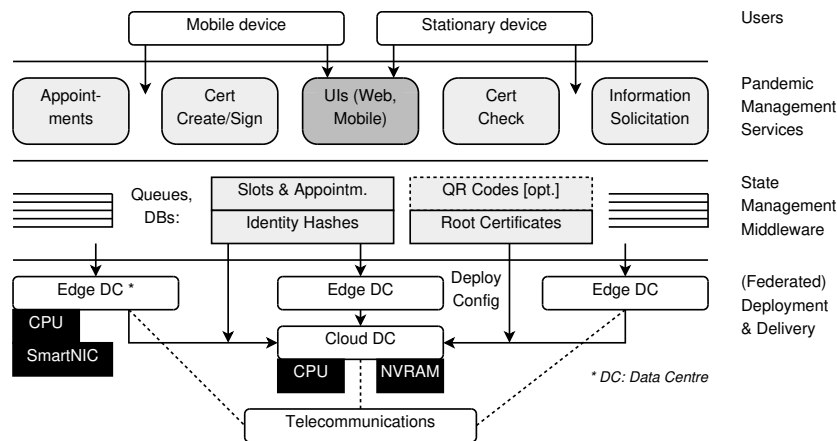 Mobile device
Stationary device
Users
Appoint-
ments
Cert
Create/Sign
UIs (Web,
Mobile)
Cert
Check
Information
Solicitation
Pandemic
Management
Services
Queues,
DBs:
Slots & Appointm.
Identity Hashes
QR Codes [opt.]
Root Certificates
State
Management
Middleware
Edge DC *
Edge DC
Deploy
Config
Edge DC
(Federated)
Deployment
& Delivery
CPU
SmartNIC
Cloud DC
CPU
NVRAM
* DC: Data Centre
Telecommunications